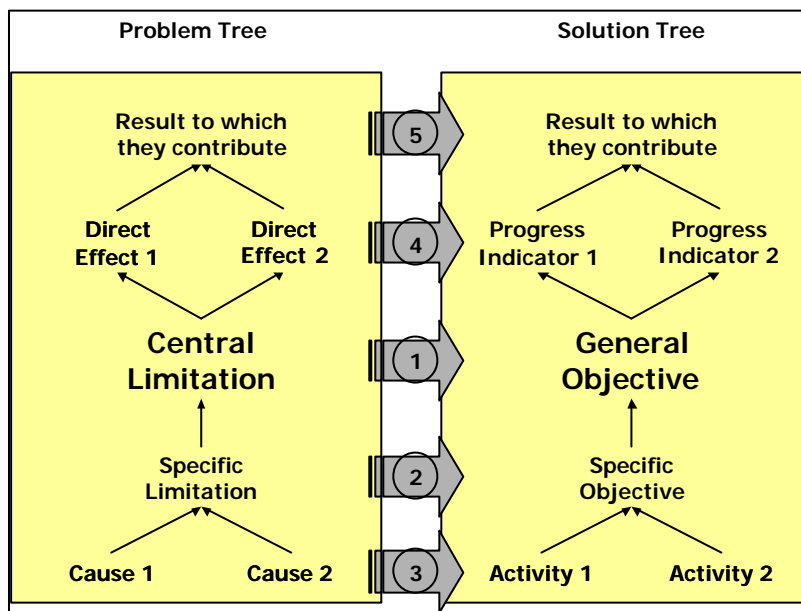 Problem Tree
Solution Tree
Result to which
they contribute
5
Result to which
they contribute
Direct
Effect 1
Direct
Effect 2
4
Progress
Indicator 1
Progress
Indicator 2
Central
Limitation
1
General
Objective
Specific
Limitation
2
Specific
Objective
Cause 1
Cause 2
3
Activity 1
Activity 2